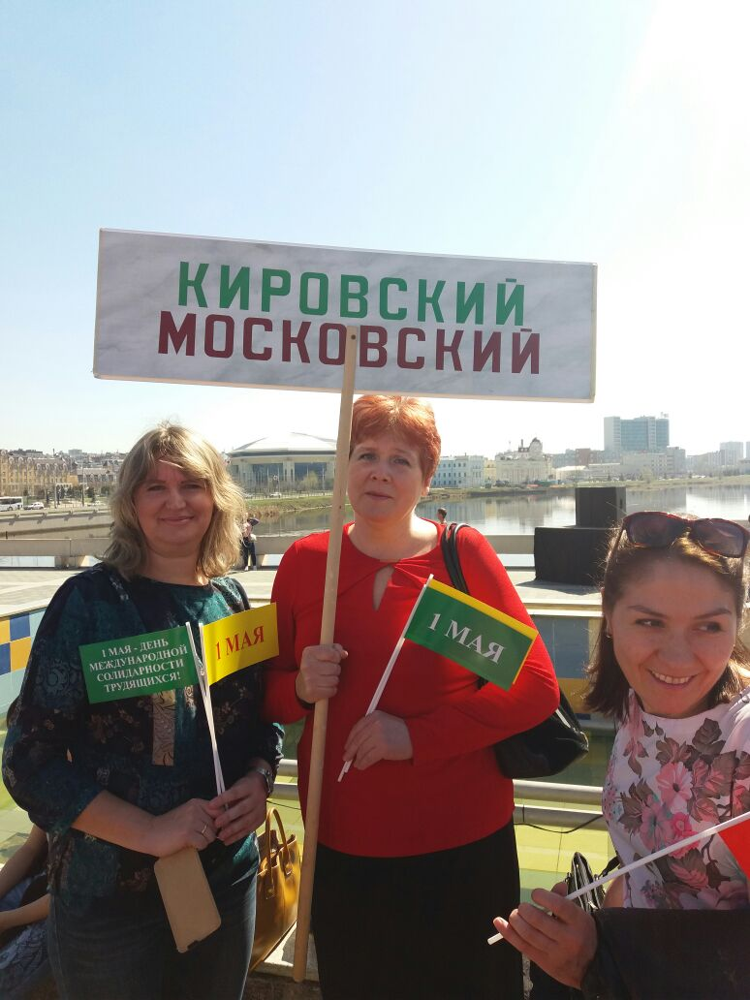 КИРОВСКИЙ
МОСКОВСКИЙ
1 МАЯ - ДЕНЬ
МЕЖДУНАРОДНОЙ
СОЛИДАРНОСТИ
ТРУДЯЩИХСЯ!
1 МАЯ
1 МАЯ